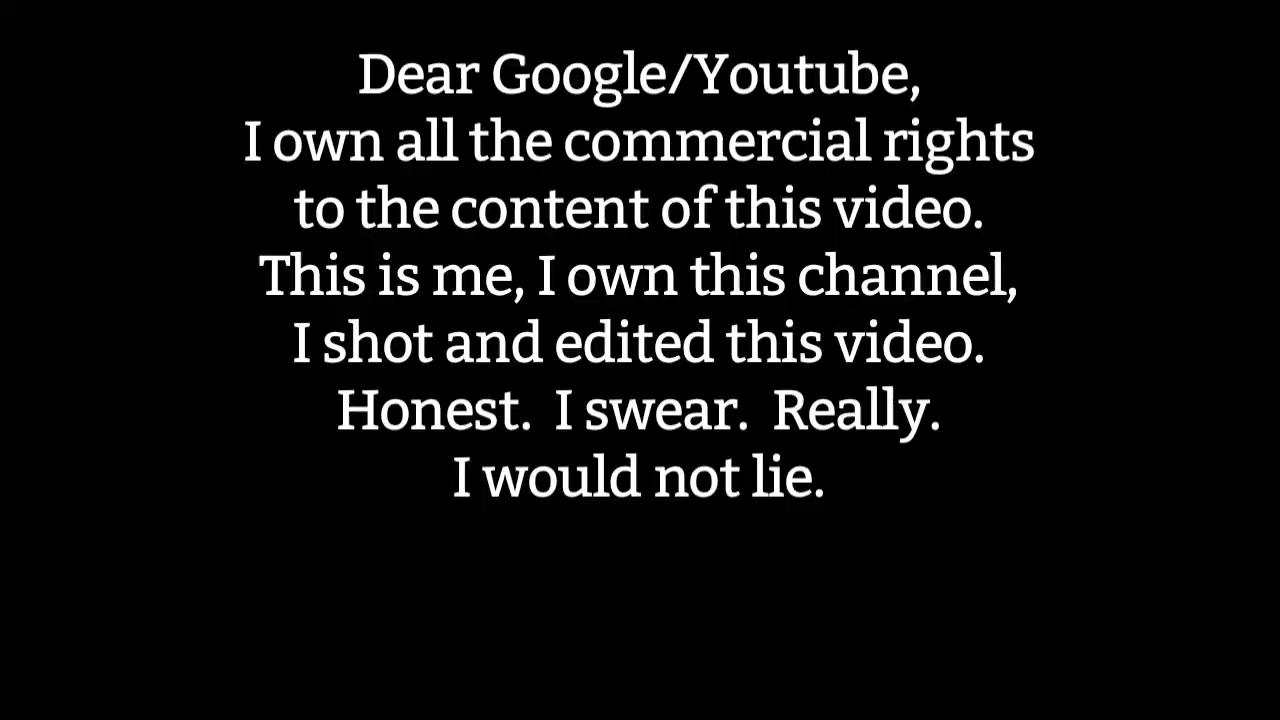 Dear Google/Youtube,
I own all the commercial rights
to the content of this video.
This is me, I own this channel,
I shot and edited this video.
Honest.  I swear.  Really.
I would not lie.